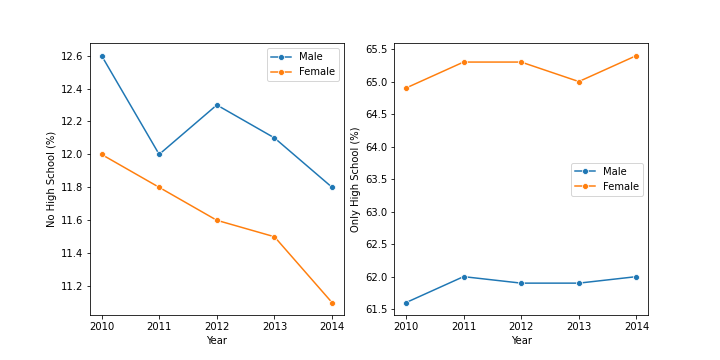 No High School (%)
12.6
12.4
12.2
12.0
11.8
11.6
11.4
11.2
2010 2011 2012 2013 2014
Year
Male
Female
Only High School (%)
65.5
65.0
64.5
64.0
63.5
63.0
62.5
62.0
61.5
2010 2011 2012 2013 2014
Year
Male
Female